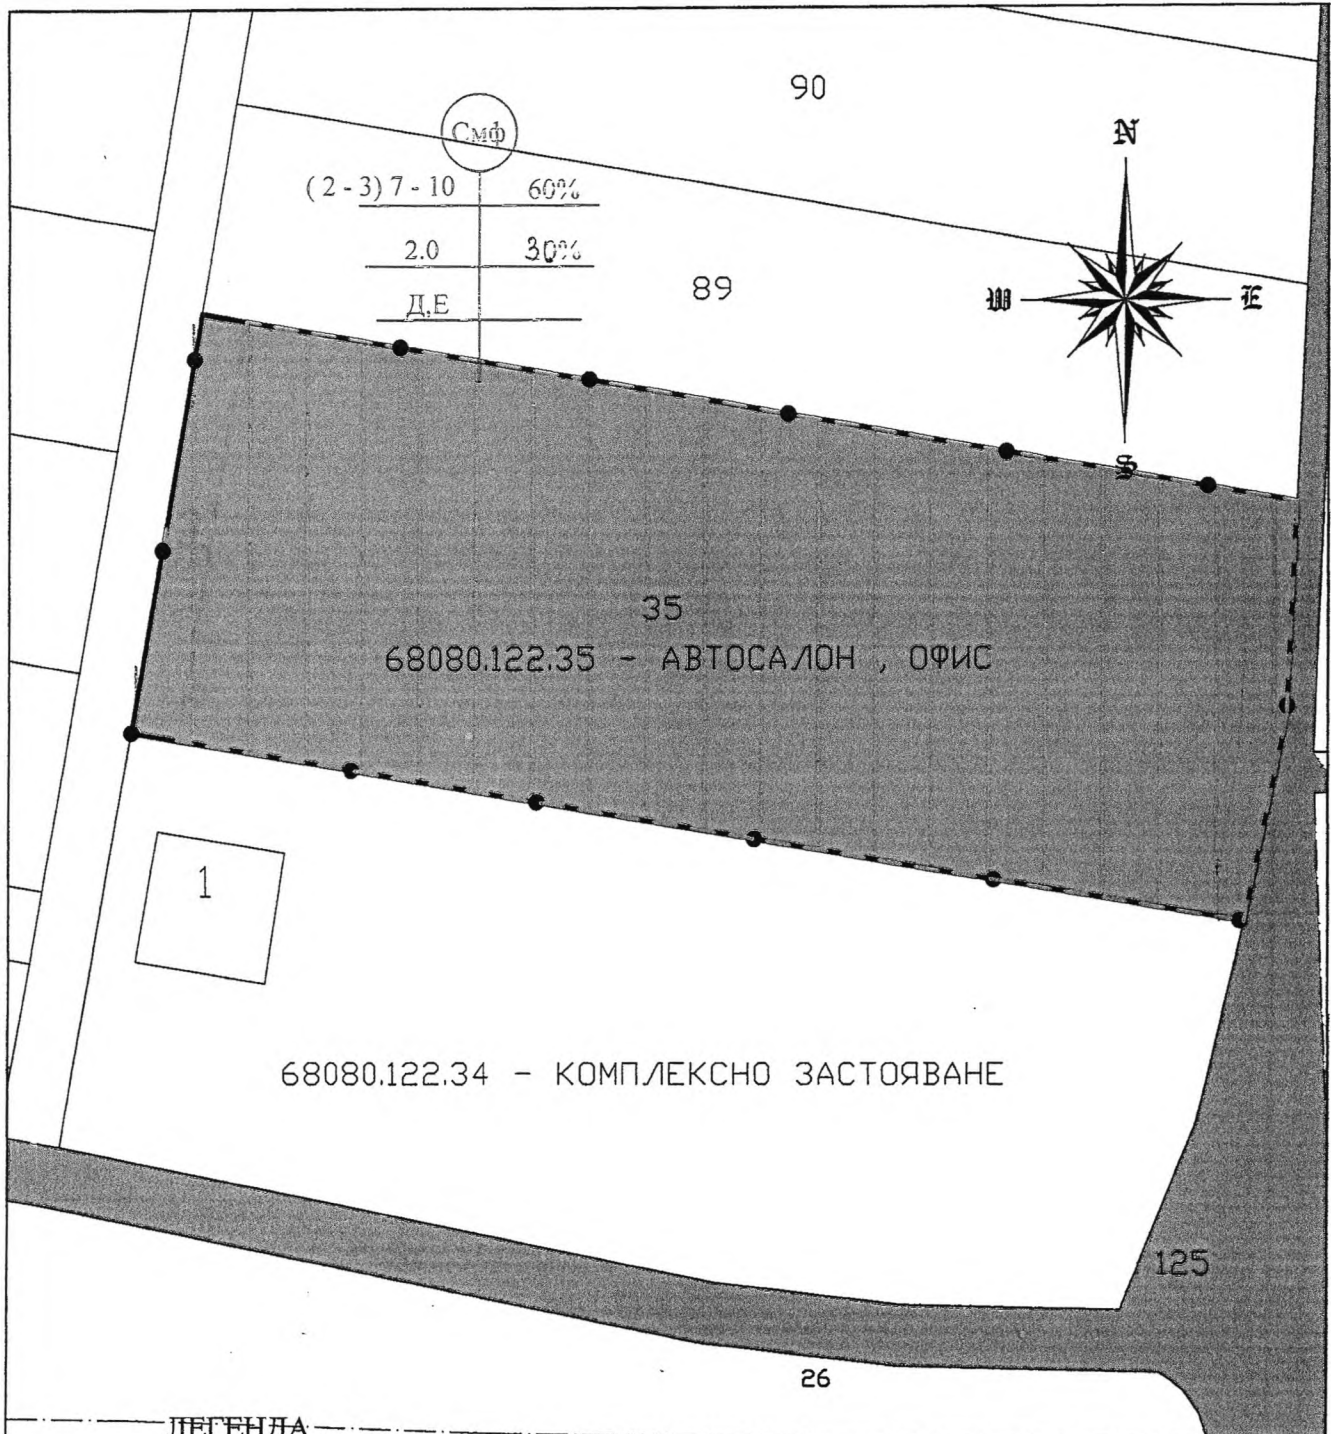 90
Смф
N
( 2 - 3) 7 - 10 60%
2.0 30%
89
W E
Д,Е
S
35
68080.122.35 - АВТОСАЛОН , ОФИС
1
68080.122.34 - КОМПЛЕКСНО ЗАСТОЯВАНЕ
125
26
ЛЕГЕНДА